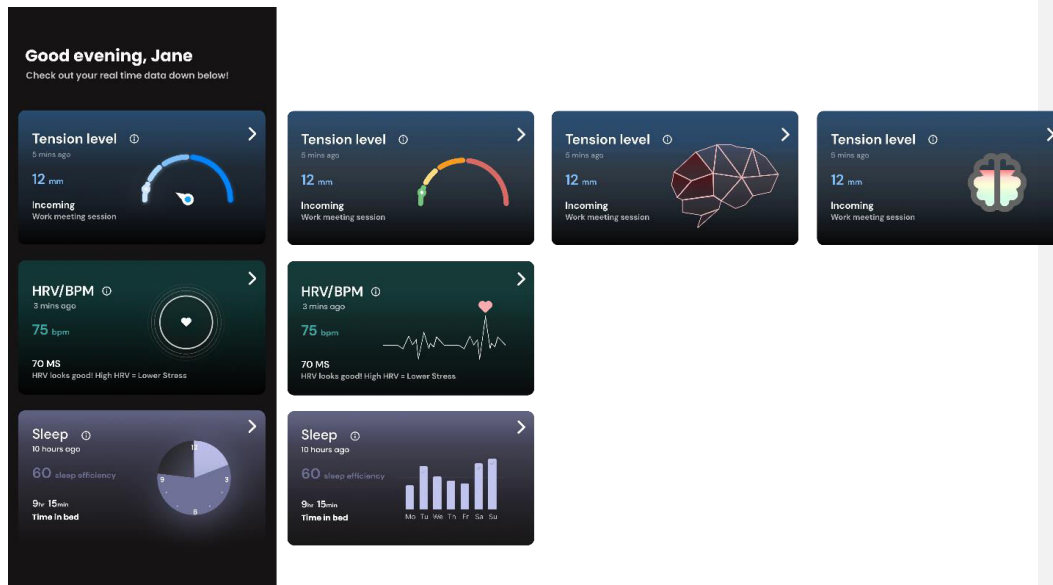 Good evening, Jane
Check out your real time data down below!
Tension level
5 mins ago
12 mm
Incoming
Work meeting session
Tension level
5 mins ago
12 mm
Incoming
Work meeting session
Tension level
5 mins ago
12 mm
Incoming
Work meeting session
Tension level
5 mins ago
12 mm
Incoming
Work meeting session
HRV/BPM
3 mins ago
75 bpm
70 MS
HRV looks good! High HRV = Lower Stress
HRV/BPM
3 mins ago
75 bpm
70 MS
HRV looks good! High HRV = Lower Stress
Sleep
10 hours ago
60 sleep efficiency
9hr 15min
Time in bed
12
9 3
6
Sleep
10 hours ago
60 sleep efficiency
9hr 15min
Time in bed
Mo Tu We Th Fr Sa Su